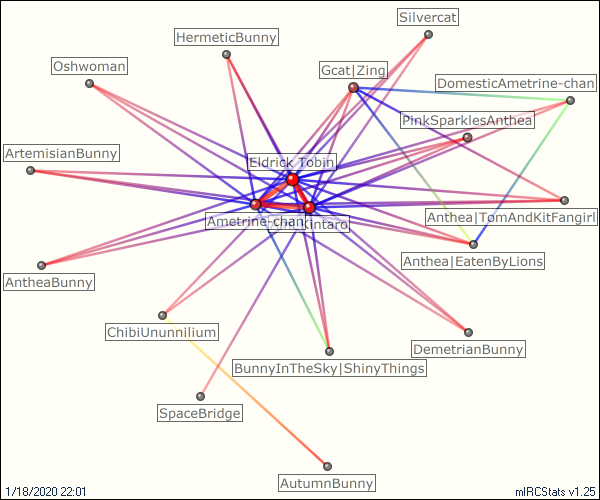 Silvercat
HermeticBunny
Oshwoman
Gcat|Zing
DomesticAmetrine-chan
PinkSparklesAnthea
ArtemisianBunny
Eldrick_Tobin
Anthea|TomAndKitFangirl
Ametrine-chan
kintaro
Anthea|EatenByLions
AntheaBunny
ChibiUnunnilium
DemetrianBunny
BunnyInTheSky|ShinyThings
SpaceBridge
AutumnBunny
1/18/2020 22:01
mIRCStats v1.25